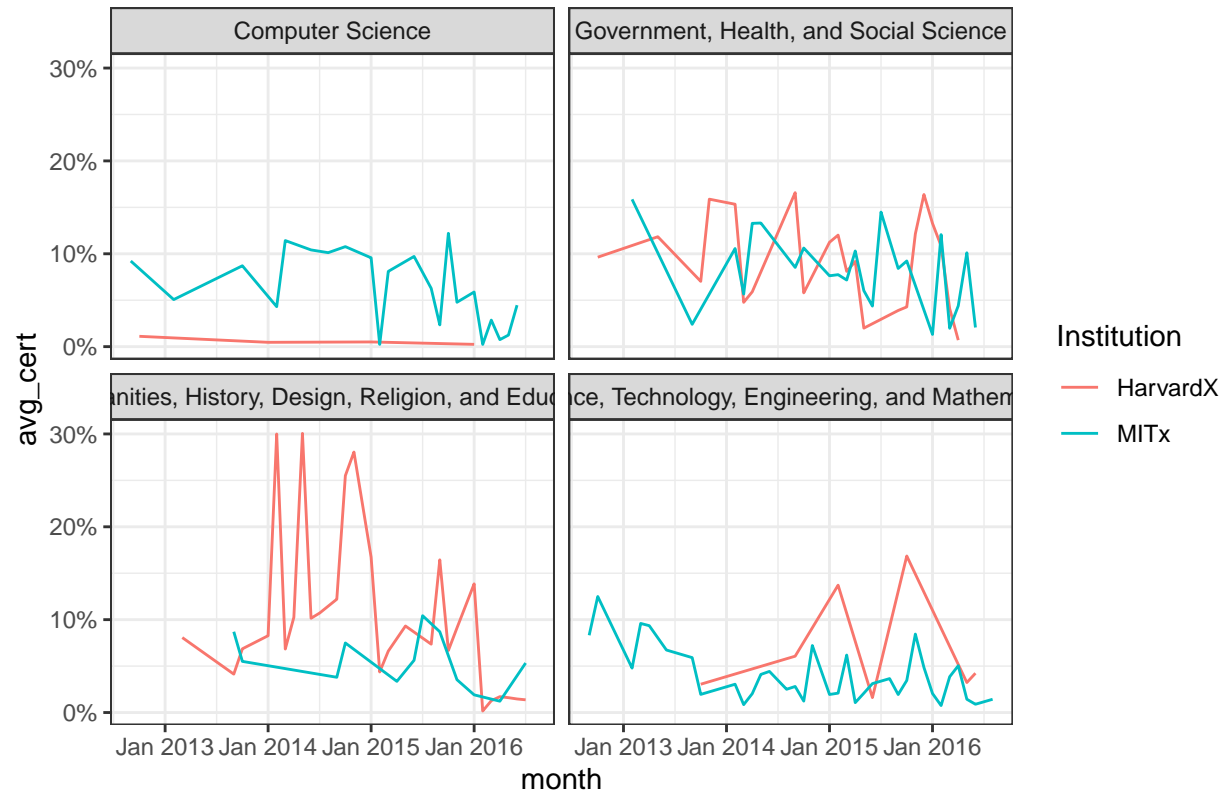 Computer Science
Government, Health, and Social Science
30%
20%
10%
0%
avg_cert
Institution
HarvardX
MITx
anities, History, Design, Religion, and Educ
ce, Technology, Engineering, and Mathem
30%
20%
10%
0%
Jan 2013 Jan 2014 Jan 2015 Jan 2016
Jan 2013 Jan 2014 Jan 2015 Jan 2016
month